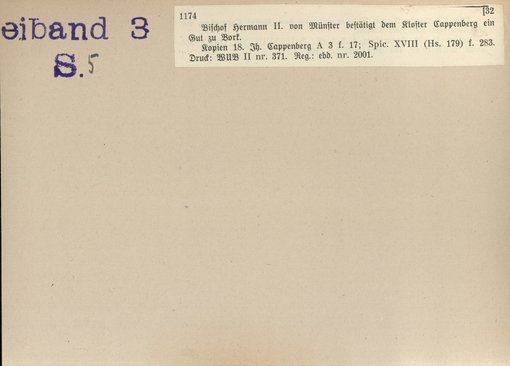 eiband 3
S. 5
1174 [32
Bischof Hermann II. von Münster bestätigt dem Kloster Cappenberg ein
Gut zu Bork.
Kopien 18. Jh. Cappenberg A 3 f. 17; Spic. XVIII (Hs. 179) f. 283.
Druck: WUB II nr. 371. Reg.: ebd. nr. 2001.